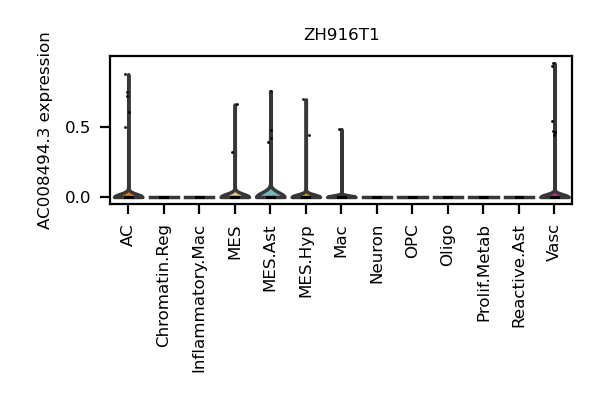 ZH916T1
AC008494.3 expression
0.5
0.0
AC
Chromatin.Reg
Inflammatory.Mac
MES
MES.Ast
MES.Hyp
Mac
Neuron
OPC
Oligo
Prolif.Metab
Reactive.Ast
Vasc